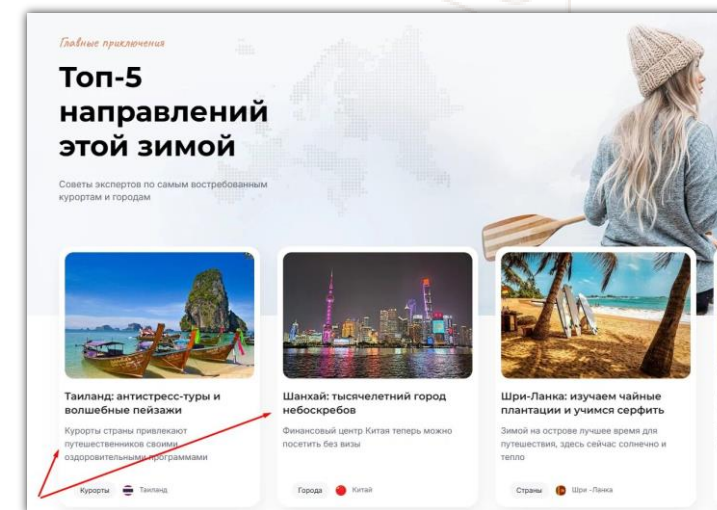 Главные приключения
Топ-5
направлений
этой зимой
Советы экспертов по самым востребованным
курортам и городам
Таиланд: антистресс-туры и
волшебные пейзажи
Курорты страны привлекают
путешественников своими
оздоровительными программами
Курорты Таиланд
Шанхай: тысячелетний город
небоскребов
Финансовый центр Китая теперь можно
посетить без визы
Города Китай
Шри-Ланка: изучаем чайные
плантации и учимся серфить
Зимой на острове лучшее время для
путешествия, здесь сейчас солнечно и
тепло
Страны Шри -Ланка